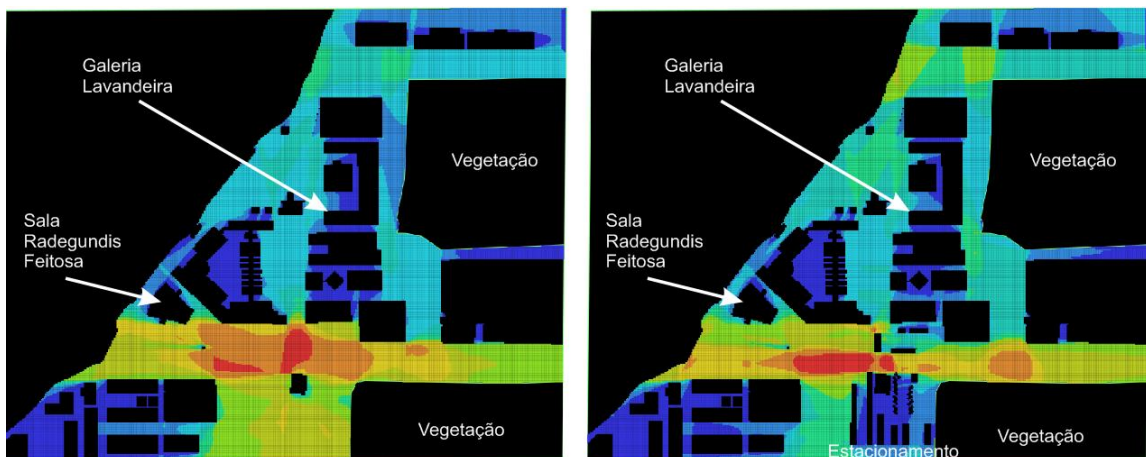 Galeria
Lavandeira
Vegetação
Sala
Radegundis
Feitosa
Vegetação
Galeria
Lavandeira
Vegetação
Sala
Radegundis
Feitosa
Vegetação
Estacionamento